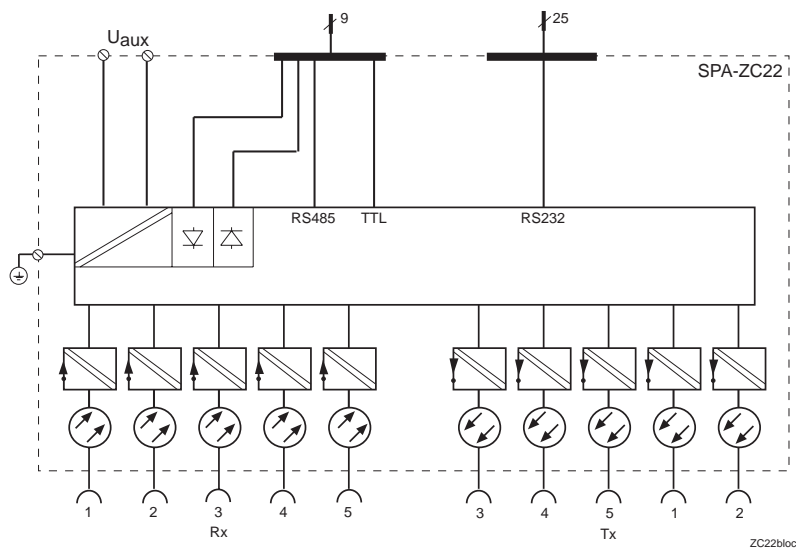 9
25
Uaux
SPA-ZC22
RS485 TTL RS232
1 2 3 4 5 3 4 5 1 2
Rx Tx
ZC22bloc